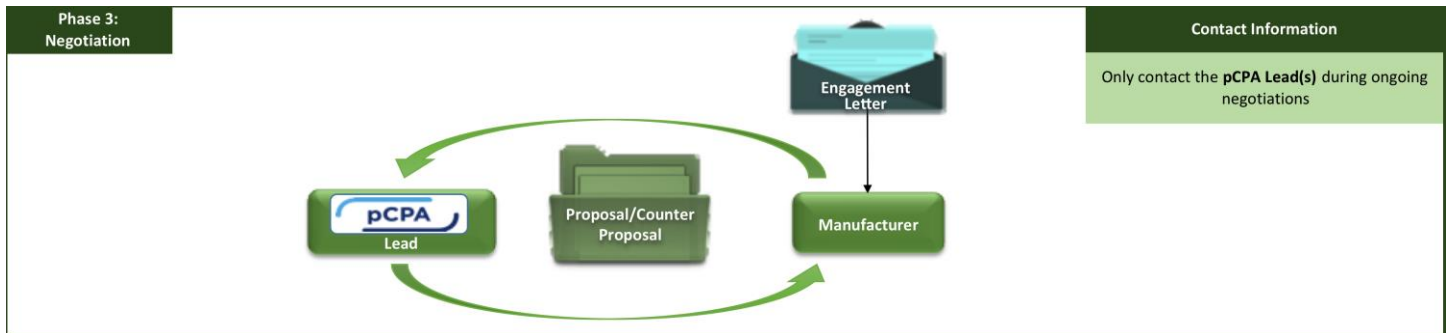 Phase 3:
Negotiation
Contact Information
Only contact the pCPA Lead(s) during ongoing
negotiations
Engagement
Letter
Proposal/Counter
Proposal
pCPA
Lead
Manufacturer